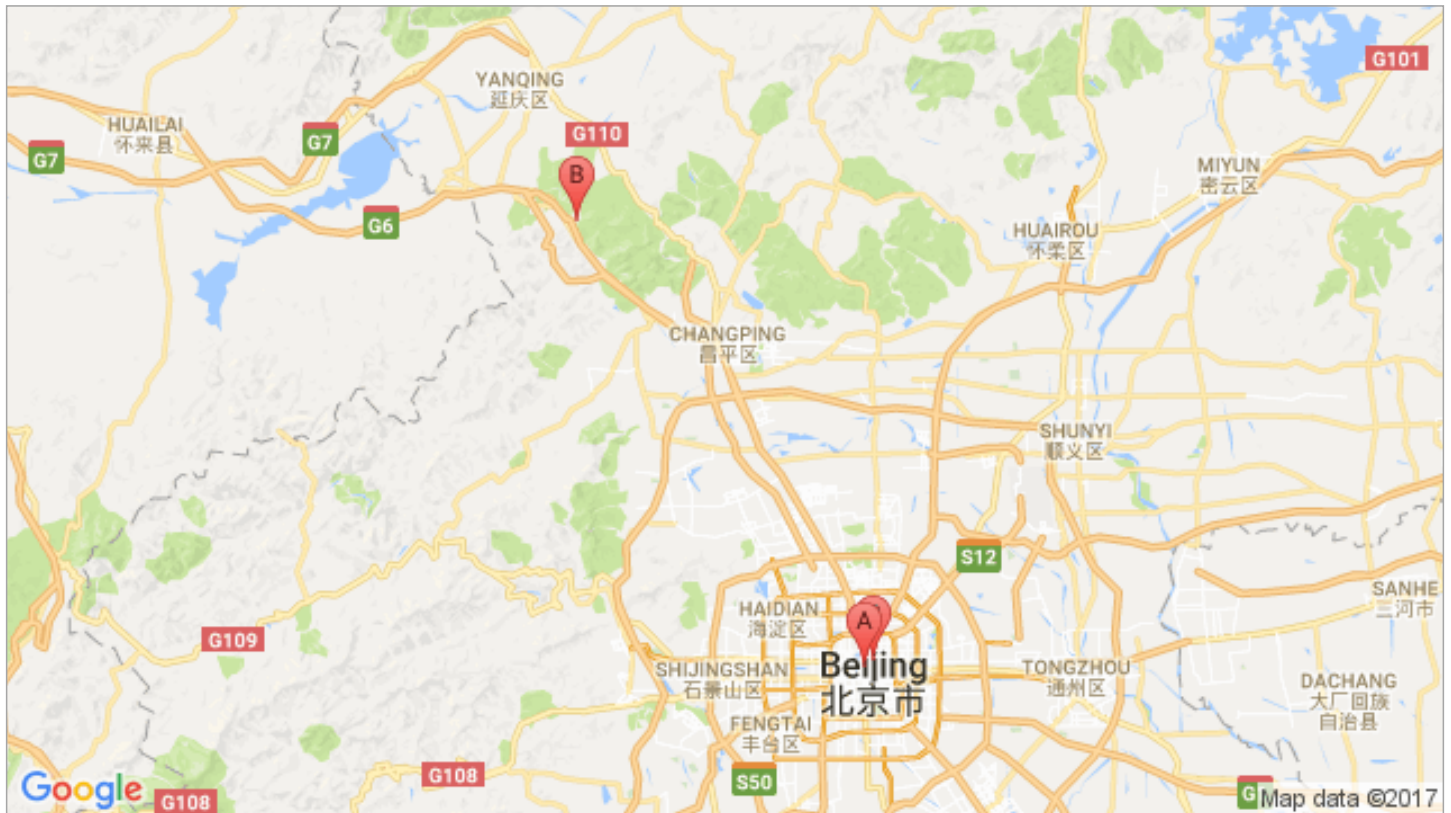 G101
YANQING
延庆区
HUAILAI
怀来县
G7
G110
G7
B
MIYUN
密云区
G6
HUAIROU
怀柔区
CHANGPING
昌平区
SHUNYI
顺义区
S12
HAIDIAN
海淀区
A
SANHE
三河市
G109
SHIJINGSHAN
石景山区
Beijing
北京市
TONGZHOU
通州区
DACHANG
大厂回族
自治县
FENGTAI
丰台区
G108
S50
Google
G108
G
Map data ©2017